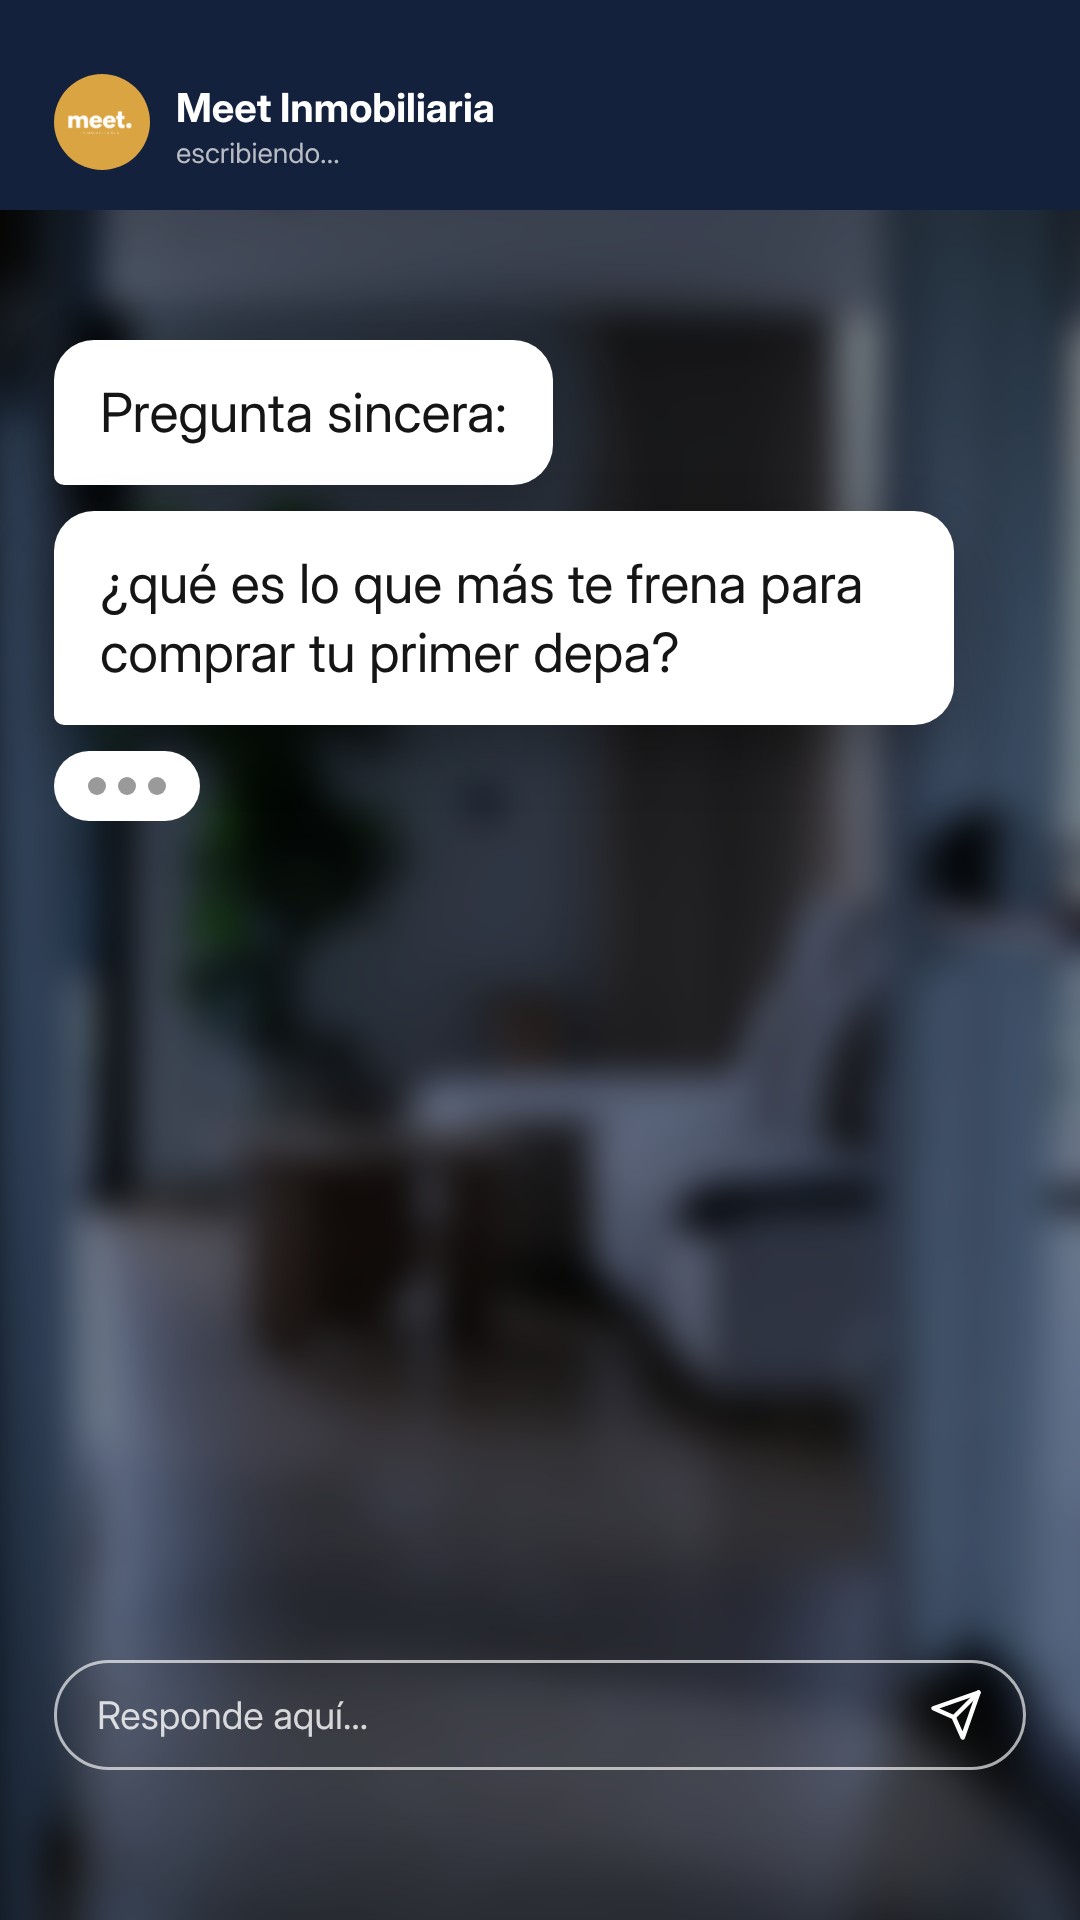 meet.
Meet Inmobiliaria
escribiendo...
Pregunta sincera:
¿qué es lo que más te frena para
comprar tu primer depa?
Responde aquí...